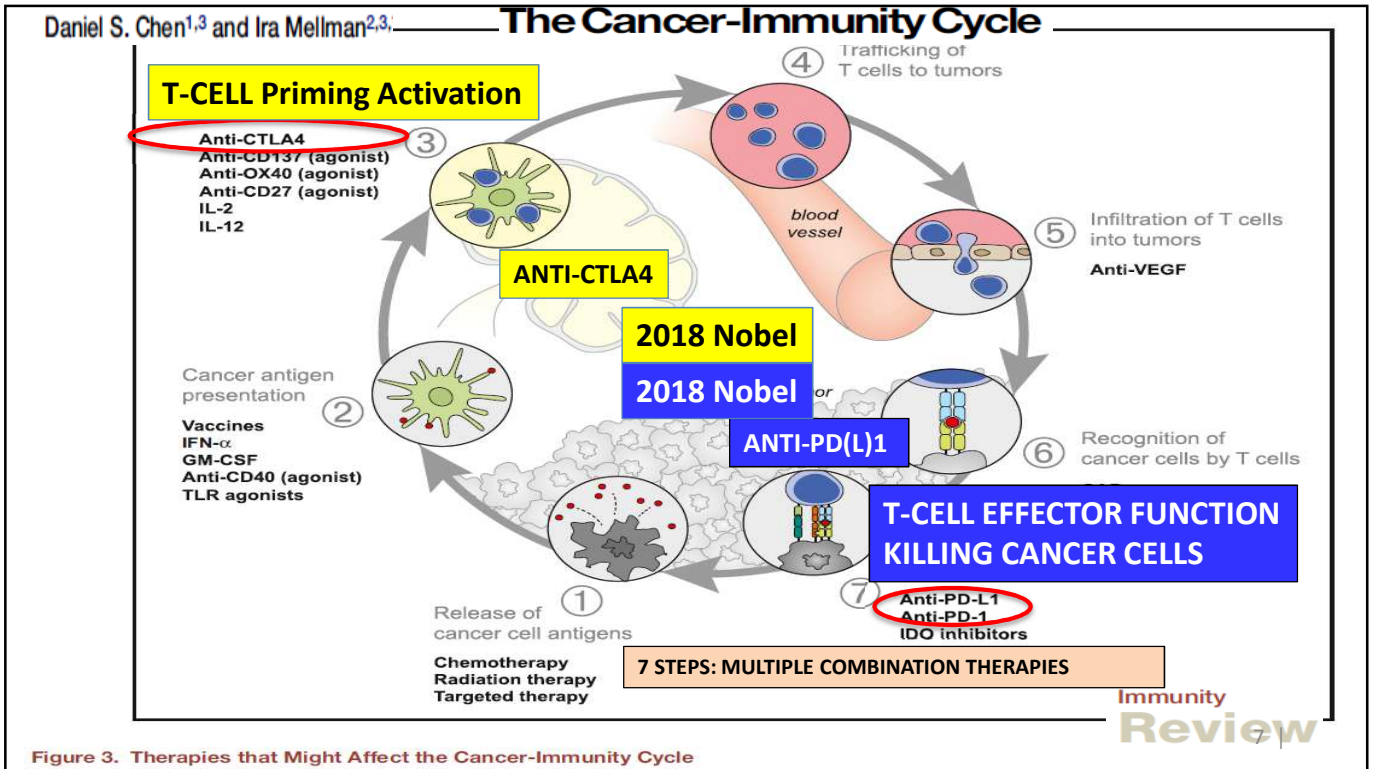 Daniel S. Chen1,3 and Ira Mellman2,3,
The Cancer-Immunity Cycle
T-CELL Priming Activation
Anti-CTLA4
Anti-CD137 (agonist)
Anti-OX40 (agonist)
Anti-CD27 (agonist)
IL-2
IL-12
③
ANTI-CTLA4
④
Trafficking of
T cells to tumors
blood
vessel
⑤
Infiltration of T cells
into tumors
Anti-VEGF
2018 Nobel
2018 Nobel
ANTI-PD(L)1
Cancer antigen
presentation
②
Vaccines
IFN-α
GM-CSF
Anti-CD40 (agonist)
TLR agonists
⑥
Recognition of
cancer cells by T cells
T-CELL EFFECTOR FUNCTION
KILLING CANCER CELLS
⑦
Anti-PD-L1
Anti-PD-1
IDO inhibitors
①
Release of
cancer cell antigens
Chemotherapy
Radiation therapy
Targeted therapy
7 STEPS: MULTIPLE COMBINATION THERAPIES
Immunity
Review
7 |
Figure 3. Therapies that Might Affect the Cancer-Immunity Cycle